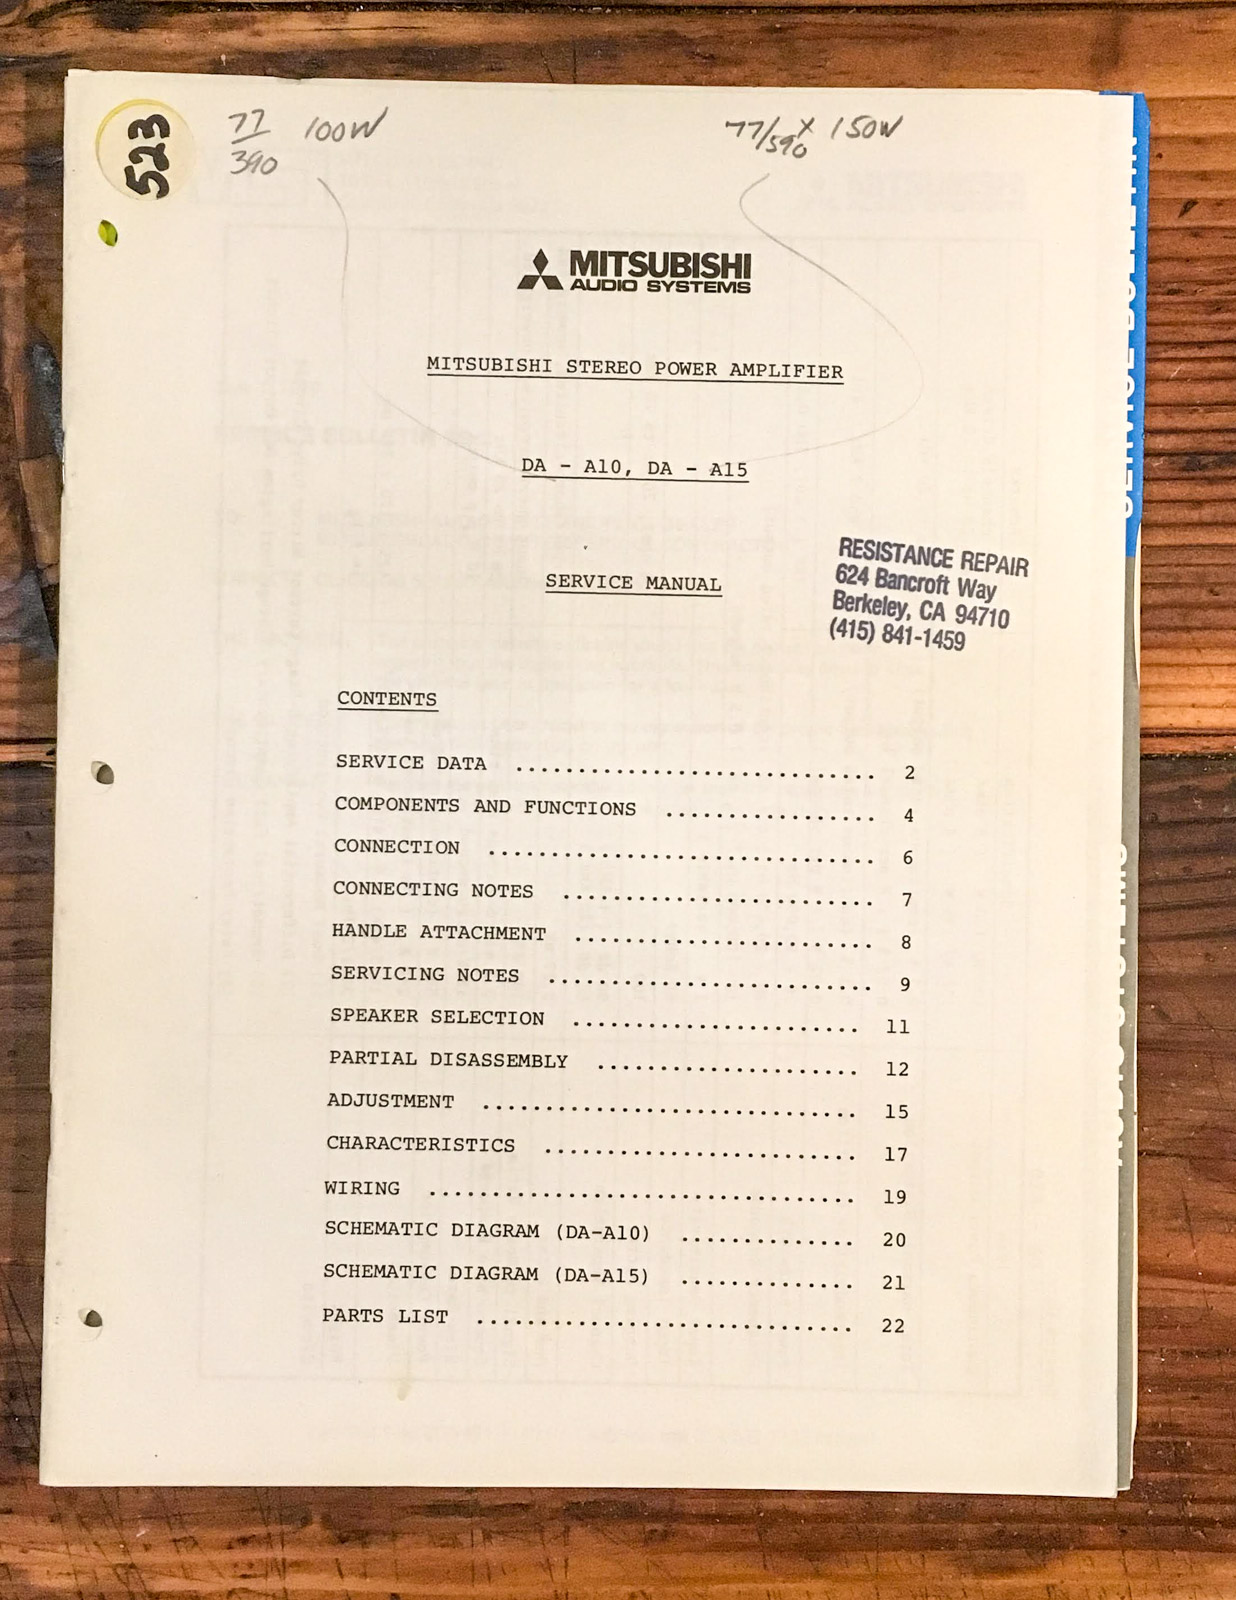 523
77 100W
390
77/590 x 150W
MITSUBISHI
AUDIO SYSTEMS
MITSUBISHI STEREO POWER AMPLIFIER
DA - A10, DA - A15
SERVICE MANUAL
RESISTANCE REPAIR
624 Bancroft Way
Berkeley, CA 94710
(415) 841-1459
CONTENTS
SERVICE DATA ............................. 2
COMPONENTS AND FUNCTIONS ................. 4
CONNECTION ............................... 6
CONNECTING NOTES ......................... 7
HANDLE ATTACHMENT ........................ 8
SERVICING NOTES .......................... 9
SPEAKER SELECTION ....................... 11
PARTIAL DISASSEMBLY ..................... 12
ADJUSTMENT .............................. 15
CHARACTERISTICS ......................... 17
WIRING .................................. 19
SCHEMATIC DIAGRAM (DA-A10) .............. 20
SCHEMATIC DIAGRAM (DA-A15) .............. 21
PARTS LIST .............................. 22